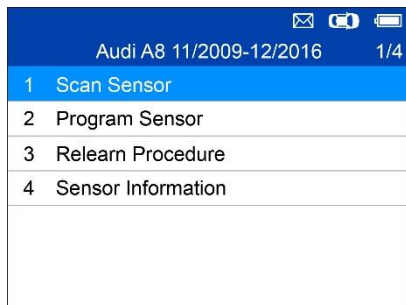 Audi A8 11/2009-12/2016 1/4
1 Scan Sensor
2 Program Sensor
3 Relearn Procedure
4 Sensor Information